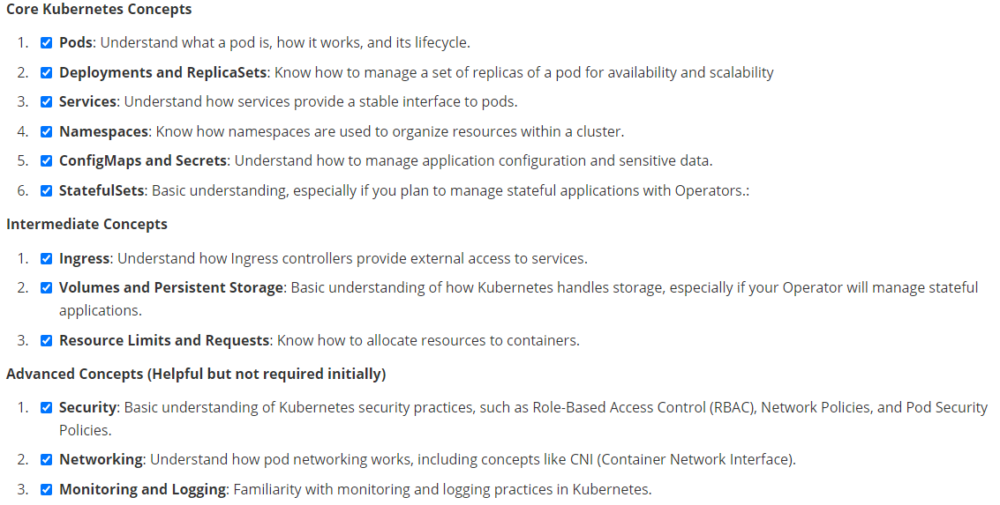 Core Kubernetes Concepts
1. Pods: Understand what a pod is, how it works, and its lifecycle.
2. Deployments and ReplicaSets: Know how to manage a set of replicas of a pod for availability and scalability
3. Services: Understand how services provide a stable interface to pods.
4. Namespaces: Know how namespaces are used to organize resources within a cluster.
5. ConfigMaps and Secrets: Understand how to manage application configuration and sensitive data.
6. StatefulSets: Basic understanding, especially if you plan to manage stateful applications with Operators.:
Intermediate Concepts
1. Ingress: Understand how Ingress controllers provide external access to services.
2. Volumes and Persistent Storage: Basic understanding of how Kubernetes handles storage, especially if your Operator will manage stateful
applications.
3. Resource Limits and Requests: Know how to allocate resources to containers.
Advanced Concepts (Helpful but not required initially)
1. Security: Basic understanding of Kubernetes security practices, such as Role-Based Access Control (RBAC), Network Policies, and Pod Security
Policies.
2. Networking: Understand how pod networking works, including concepts like CNI (Container Network Interface).
3. Monitoring and Logging: Familiarity with monitoring and logging practices in Kubernetes.